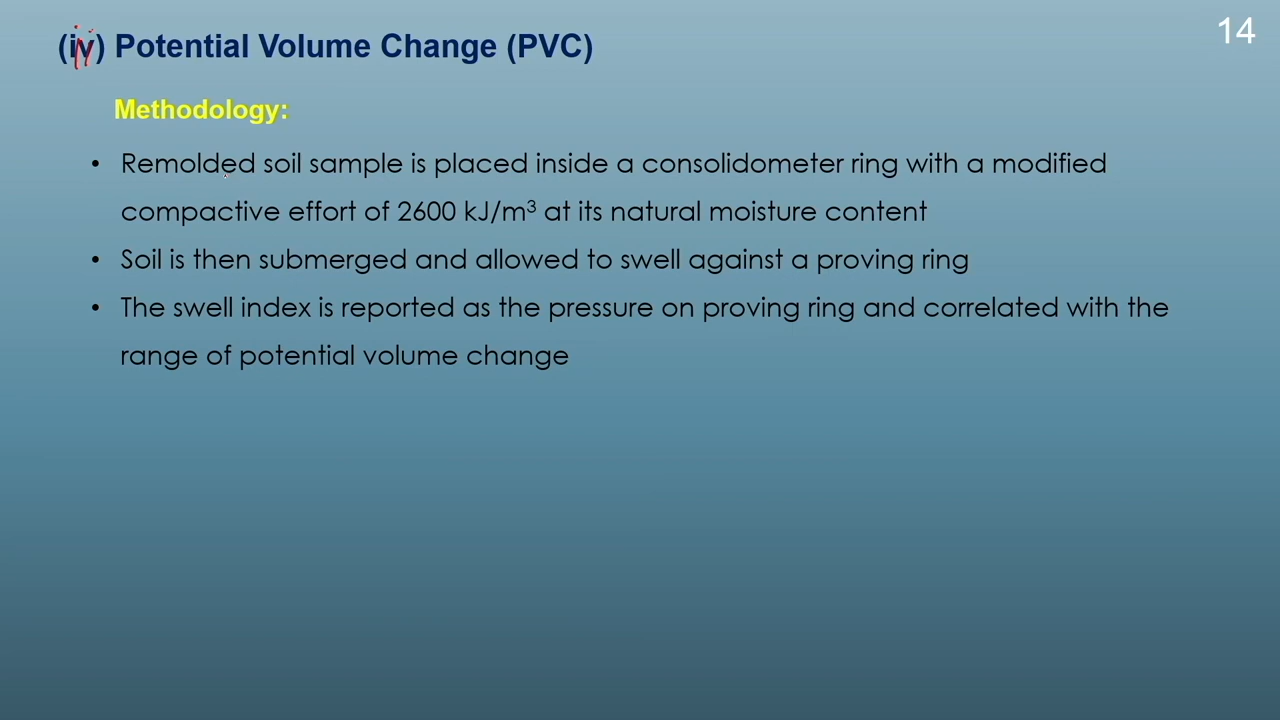 14
(iv) Potential Volume Change (PVC)
Methodology:
• Remolded soil sample is placed inside a consolidometer ring with a modified
compactive effort of 2600 kJ/m³ at its natural moisture content
• Soil is then submerged and allowed to swell against a proving ring
• The swell index is reported as the pressure on proving ring and correlated with the
range of potential volume change